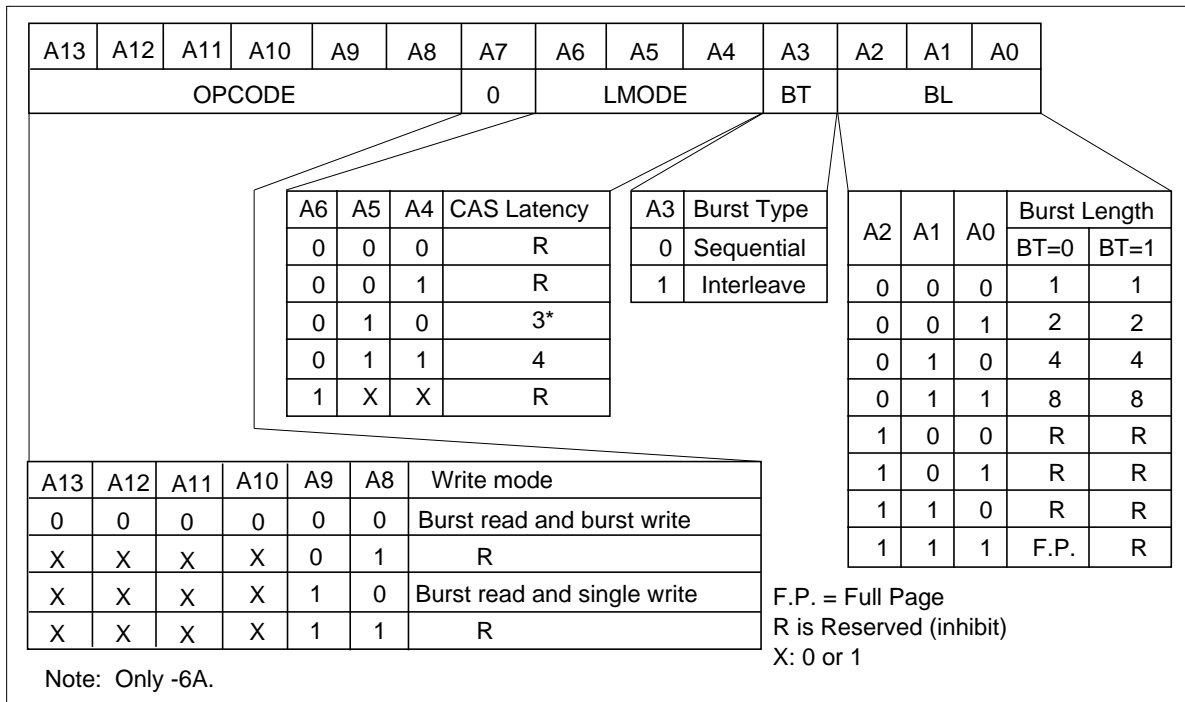 A13 A12 A11 A10 A9 A8 A7 A6 A5 A4 A3 A2 A1 A0
OPCODE 0 LMODE BT BL
A6 A5 A4 CAS Latency
0 0 0 R
0 0 1 R
0 1 0 3*
0 1 1 4
1 X X R
A3 Burst Type
0 Sequential
1 Interleave
A2 A1 A0 Burst Length
BT=0 BT=1
0 0 0 1 1
0 0 1 2 2
0 1 0 4 4
0 1 1 8 8
1 0 0 R R
1 0 1 R R
1 1 0 R R
1 1 1 F.P. R
A13 A12 A11 A10 A9 A8 Write mode
0 0 0 0 0 0 Burst read and burst write
X X X X 0 1 R
X X X X 1 0 Burst read and single write
X X X X 1 1 R
F.P. = Full Page
R is Reserved (inhibit)
X: 0 or 1
Note: Only -6A.